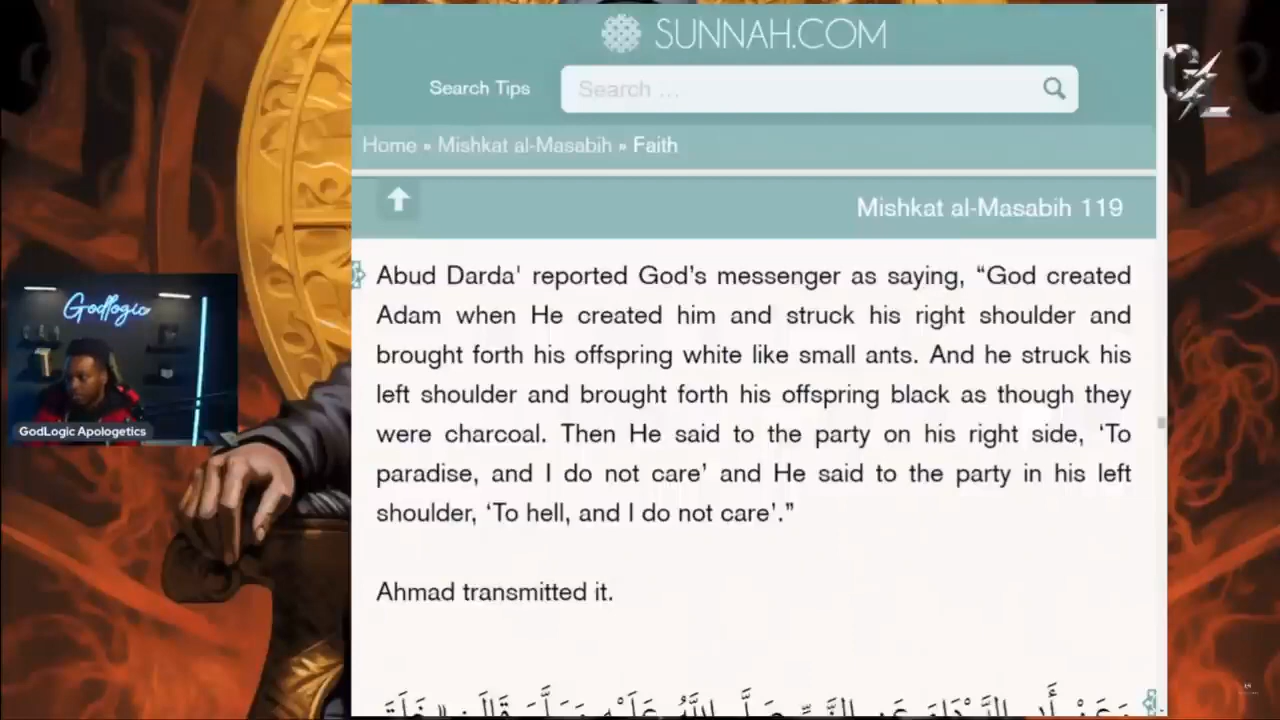 SUNNAH.COM
Search Tips
Search ...
Home » Mishkat al-Masabih » Faith
Mishkat al-Masabih 119
Abud Darda' reported God’s messenger as saying, “God created
Adam when He created him and struck his right shoulder and
brought forth his offspring white like small ants. And he struck his
left shoulder and brought forth his offspring black as though they
were charcoal. Then He said to the party on his right side, ‘To
paradise, and I do not care’ and He said to the party in his left
shoulder, ‘To hell, and I do not care’.”
Ahmad transmitted it.
Godlogic
GodLogic Apologetics
GL